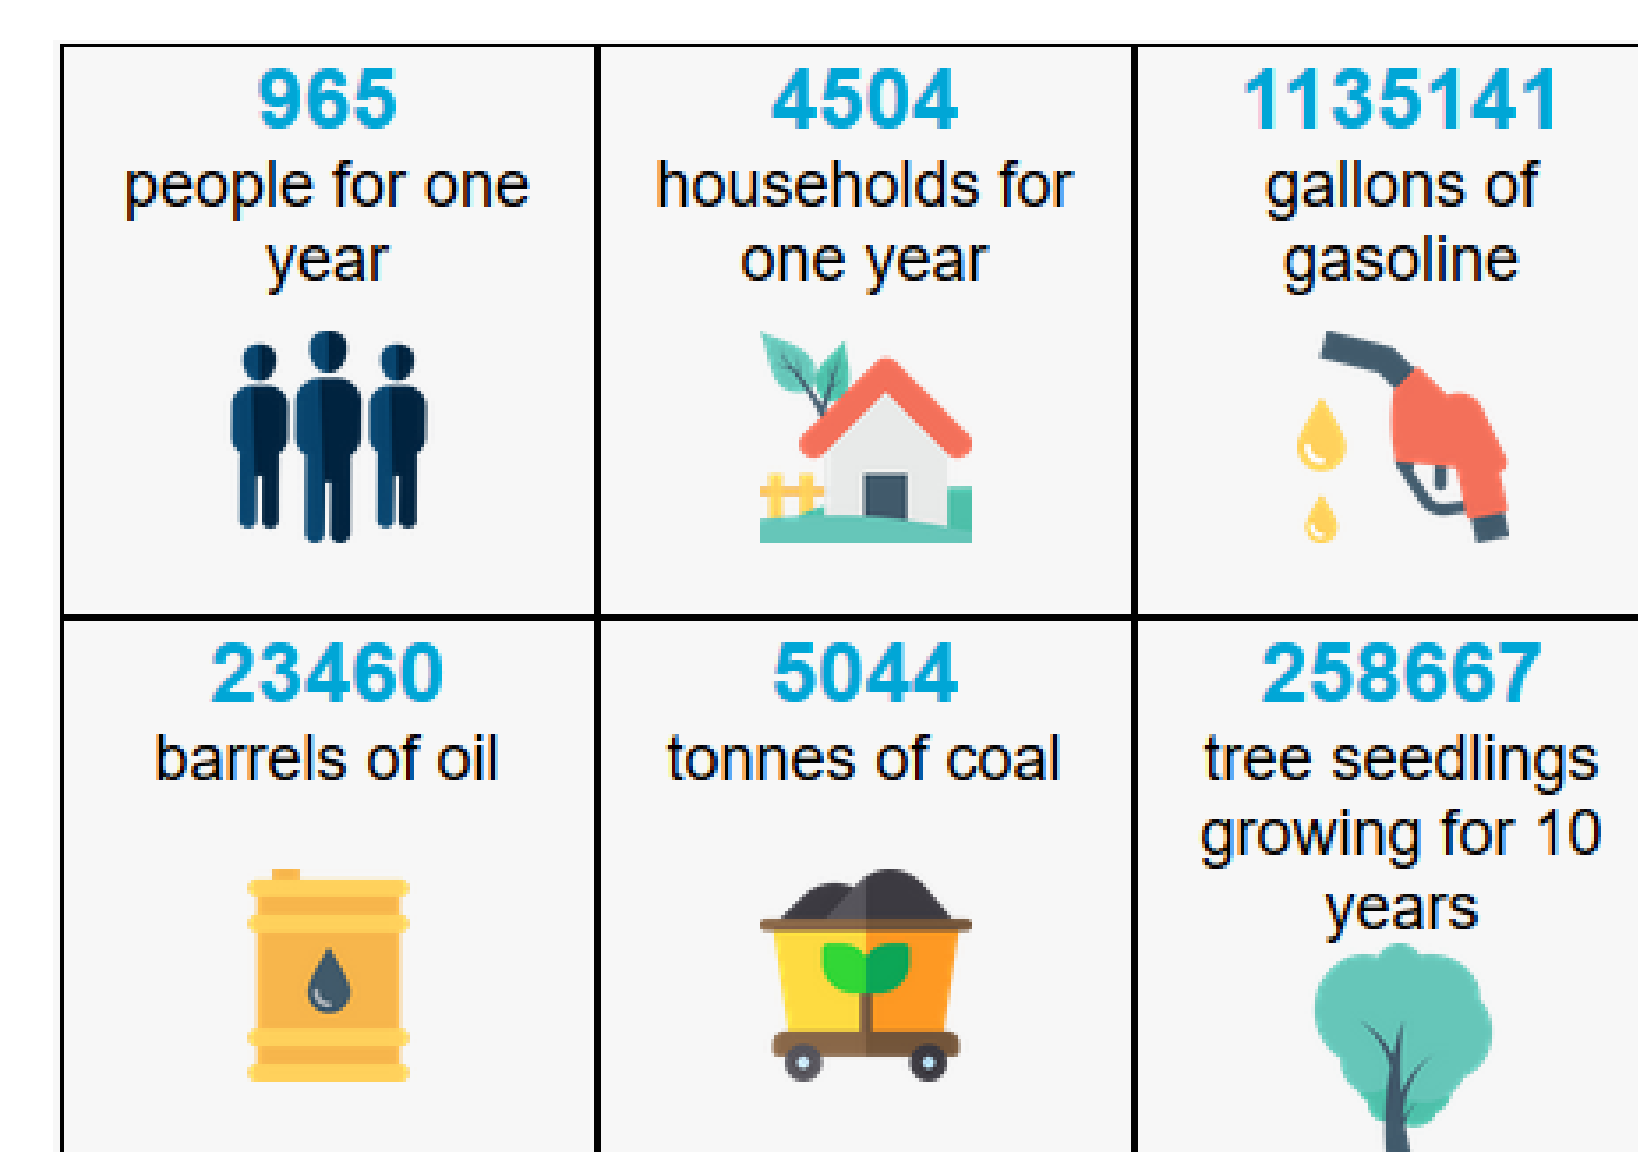 965
people for one
year
4504
households for
one year
1135141
gallons of
gasoline
23460
barrels of oil
5044
tonnes of coal
258667
tree seedlings
growing for 10
years